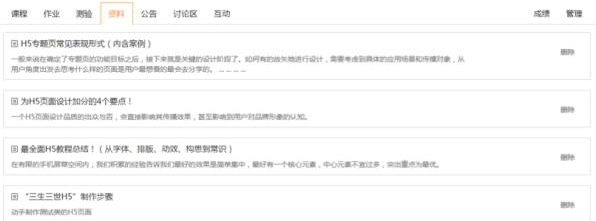 课程 作业 测验 资料 公告 讨论区 互动 成绩 管理
H5专题页常见表现形式（内含案例）
一般来说在确定了专题页的功能目标之后，接下来就是关键的设计阶段了。如何有的放矢地进行设计，需要考虑到具体的应用场景和传播对象，从
用户角度出发去思考什么样的页面是用户最想看的最会去分享的。 ... ... ...
删除
为H5页面设计加分的4个要点！
一个H5页面设计品质的出众与否，会直接影响其传播效果，甚至影响到用户对品牌形象的认知。
删除
最全面H5教程总结！（从字体、排版、动效、构思到常识）
在有限的手机屏幕空间内，我们积累的经验告诉我们最好的效果是简单集中，最好有一个核心元素，中心元素不宜过多，突出重点为最优。
删除
“三生三世H5”制作步骤
动手制作测试类的H5页面
删除